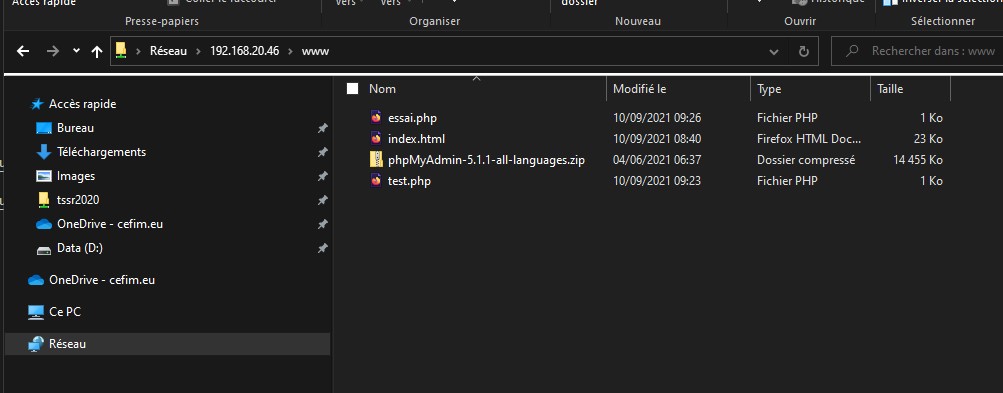 Accès rapide Coller le raccourci vers vers dossier Historique Inverser la sélection
Presse-papiers Organiser Nouveau Ouvrir Sélectionner
Réseau > 192.168.20.46 > www Rechercher dans : www
Nom Modifié le Type Taille
Accès rapide
Bureau
Téléchargements
Images
tssr2020
OneDrive - cefim.eu
Data (D:)
OneDrive - cefim.eu
Ce PC
Réseau
essai.php 10/09/2021 09:26 Fichier PHP 1 Ko
index.html 10/09/2021 08:40 Firefox HTML Doc... 23 Ko
phpMyAdmin-5.1.1-all-languages.zip 04/06/2021 06:37 Dossier compressé 14 455 Ko
test.php 10/09/2021 09:23 Fichier PHP 1 Ko